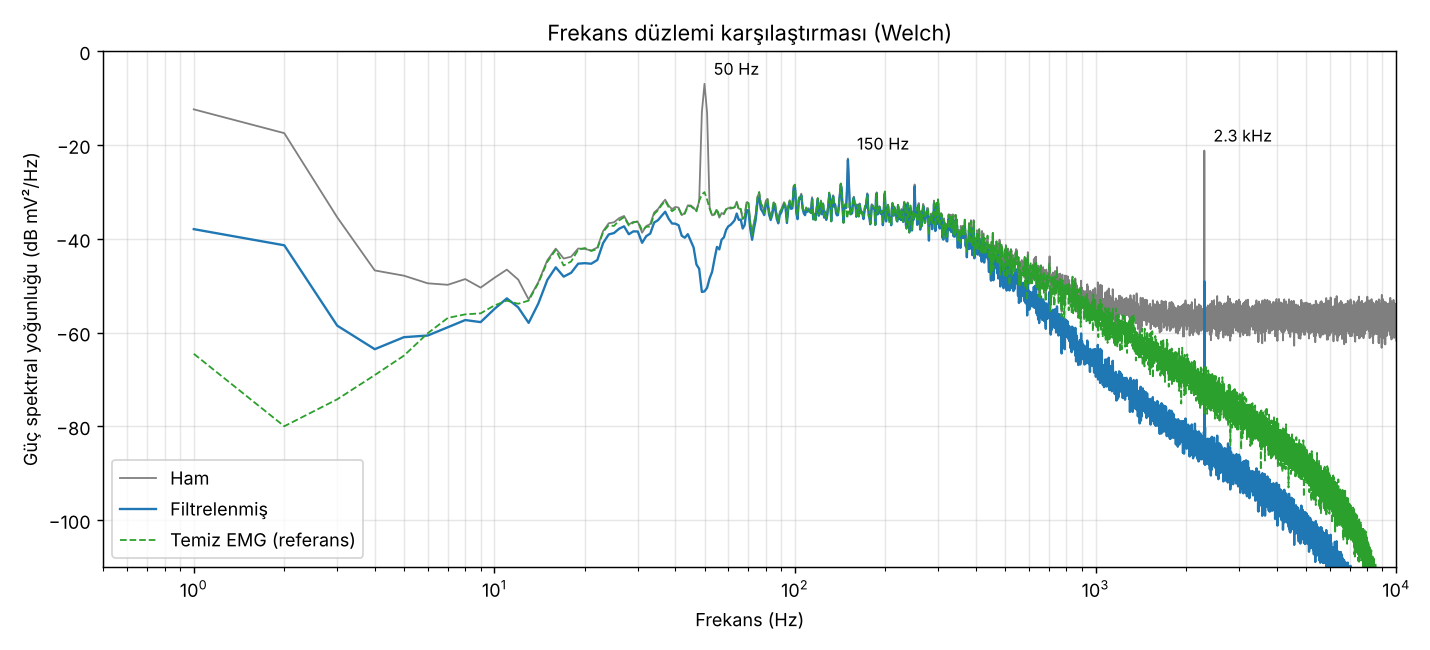 Frekans düzlemi karşılaştırması (Welch)
Güç spektral yoğunluğu (dB mV²/Hz)
0
−20
−40
−60
−80
−100
50 Hz
150 Hz
2.3 kHz
Ham
Filtrelenmiş
Temiz EMG (referans)
10⁰
10¹
10²
10³
10⁴
Frekans (Hz)